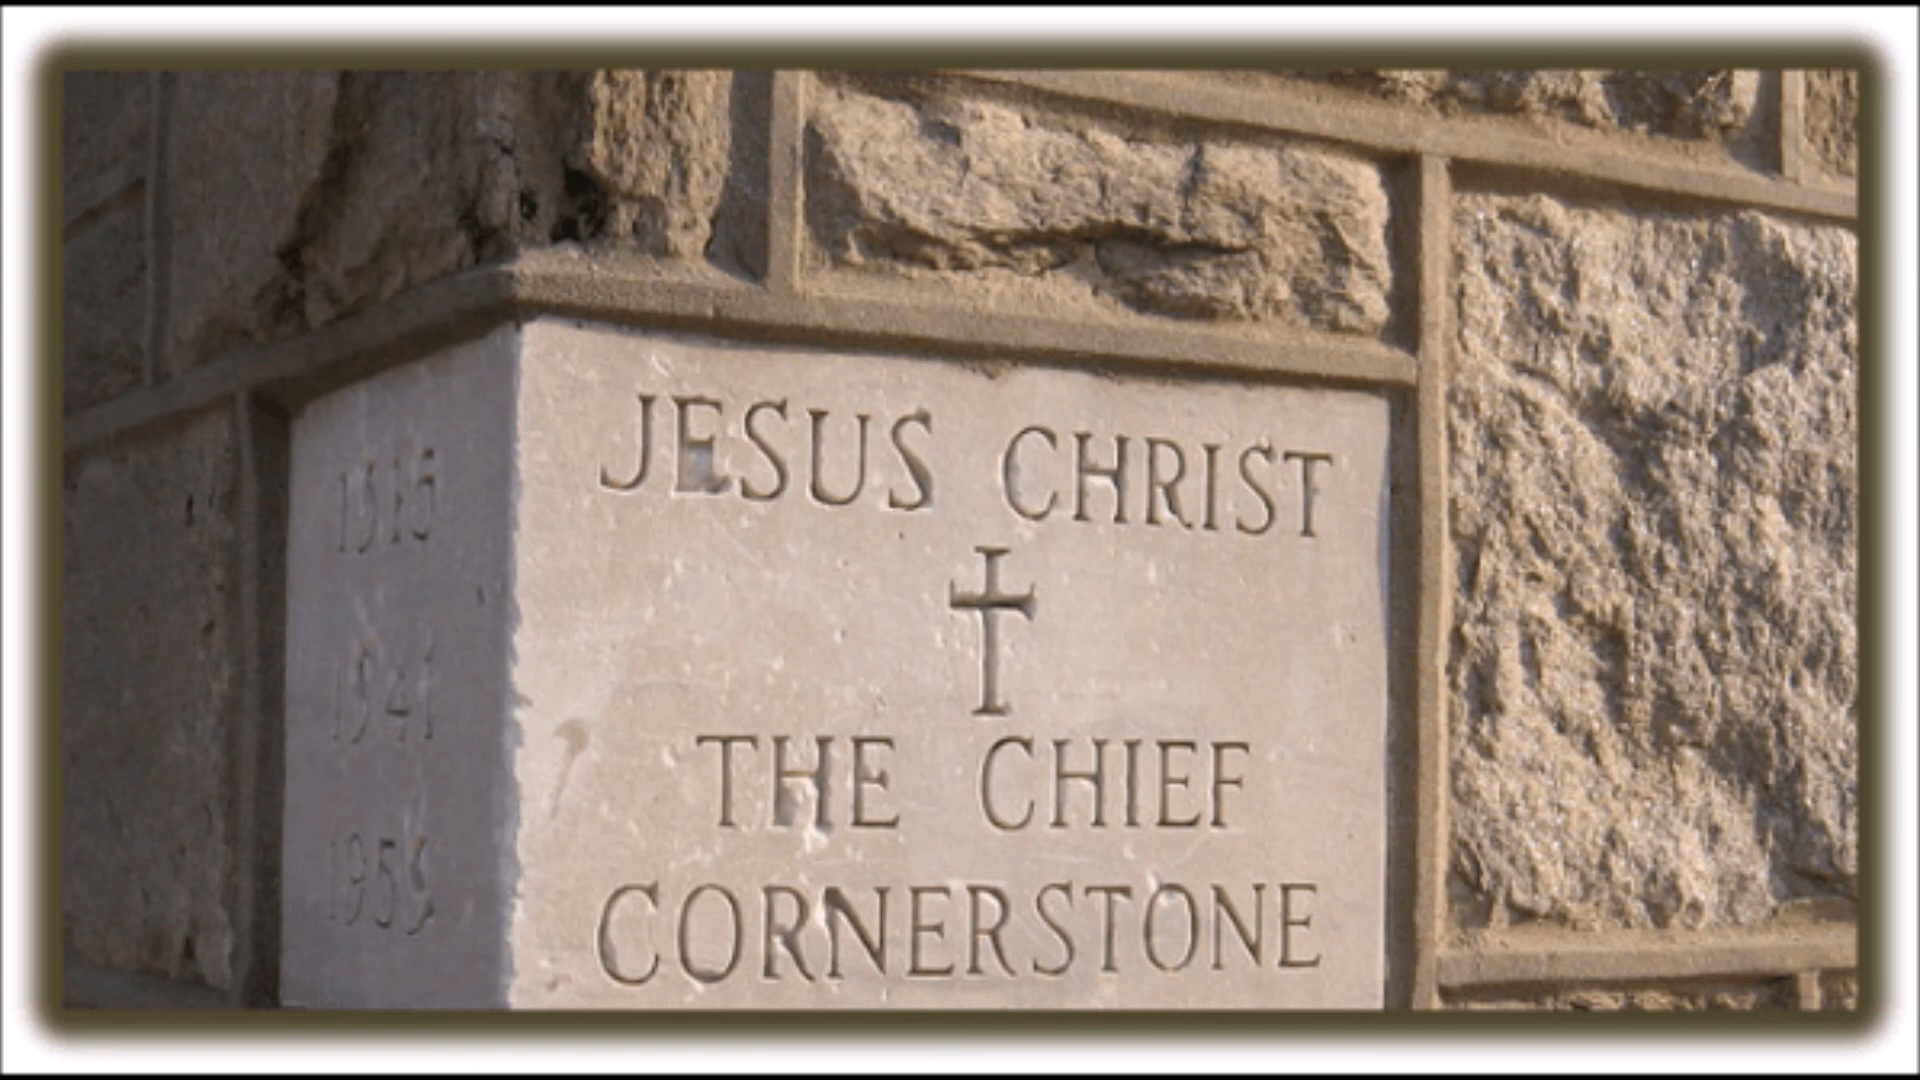 JESUS CHRIST
THE CHIEF
CORNERSTONE
1941
1959